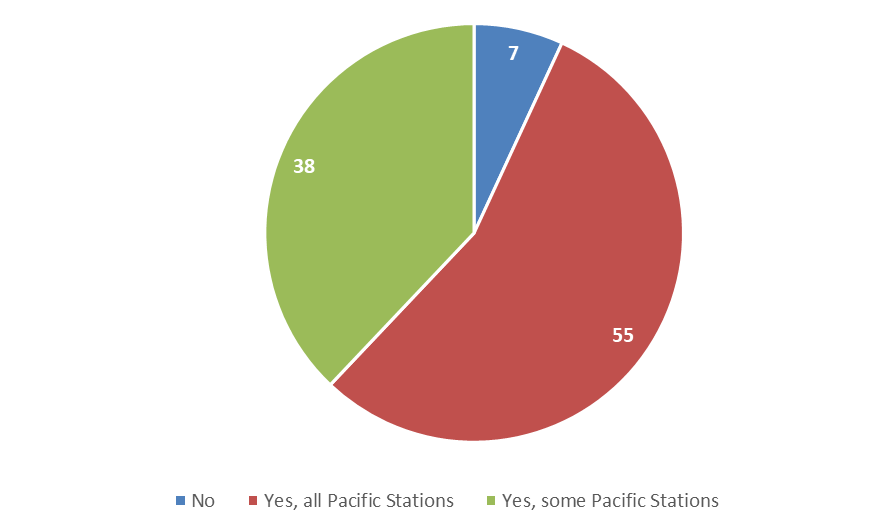 7
38
55
No Yes, all Pacific Stations Yes, some Pacific Stations